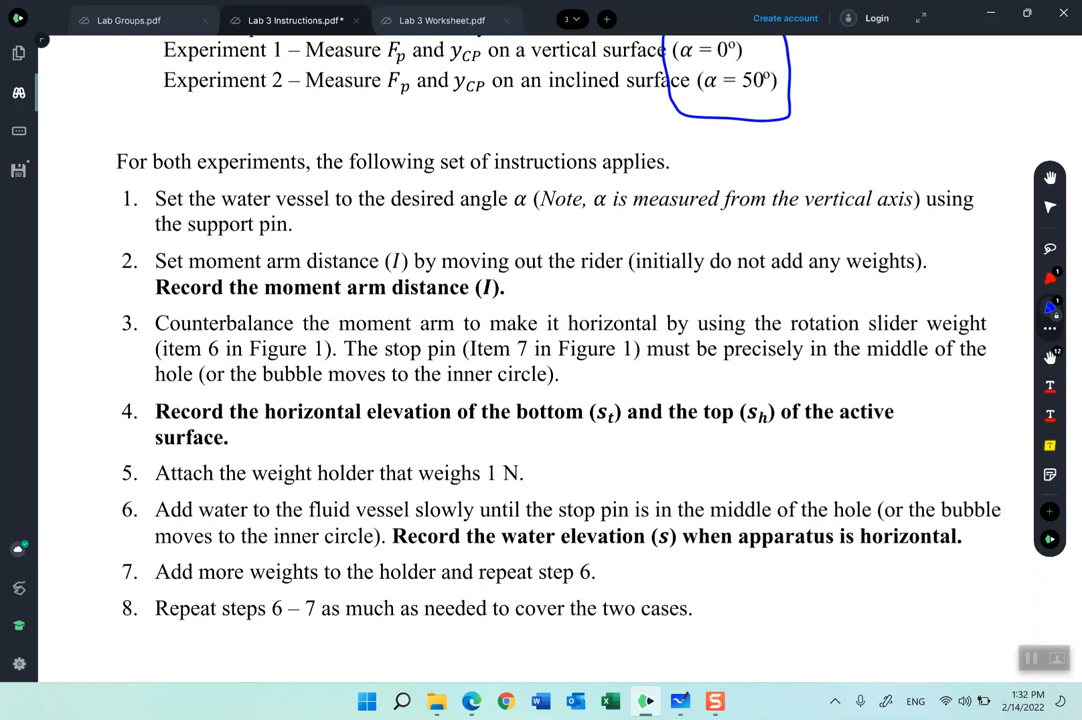 Lab Groups.pdf
Lab 3 Instructions.pdf*
Lab 3 Worksheet.pdf
3
Create account
Login
Experiment 1 – Measure Fp and yCP on a vertical surface (α = 0º)
Experiment 2 – Measure Fp and yCP on an inclined surface (α = 50º)
For both experiments, the following set of instructions applies.
1. Set the water vessel to the desired angle α (Note, α is measured from the vertical axis) using
the support pin.
2. Set moment arm distance (I) by moving out the rider (initially do not add any weights).
Record the moment arm distance (I).
3. Counterbalance the moment arm to make it horizontal by using the rotation slider weight
(item 6 in Figure 1). The stop pin (Item 7 in Figure 1) must be precisely in the middle of the
hole (or the bubble moves to the inner circle).
4. Record the horizontal elevation of the bottom (st) and the top (sh) of the active
surface.
5. Attach the weight holder that weighs 1 N.
6. Add water to the fluid vessel slowly until the stop pin is in the middle of the hole (or the bubble
moves to the inner circle). Record the water elevation (s) when apparatus is horizontal.
7. Add more weights to the holder and repeat step 6.
8. Repeat steps 6 – 7 as much as needed to cover the two cases.
1
1
12
T
T
T
W
S
ENG
1:32 PM
2/14/2022